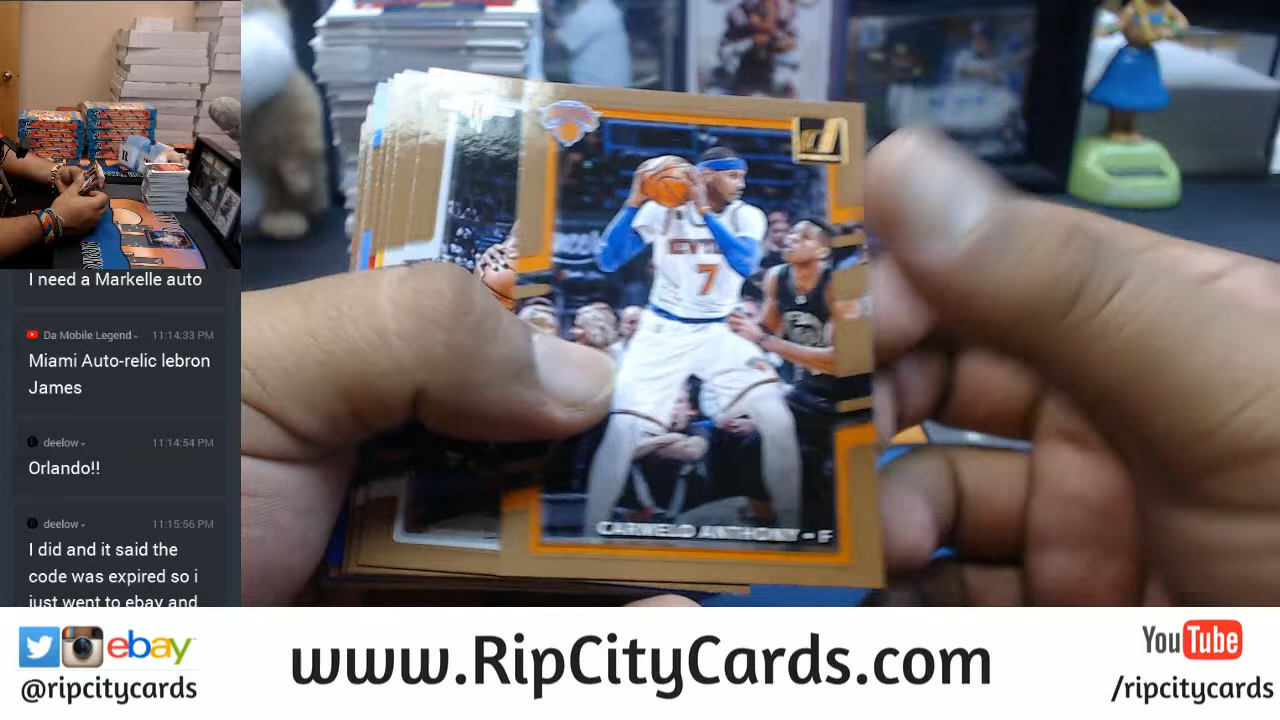 I need a Markelle auto
Da Mobile Legend 11:14:33 PM
Miami Auto-relic lebron
James
deelow 11:14:54 PM
Orlando!!
deelow 11:15:56 PM
I did and it said the
code was expired so i
just went to ebay and
NEW YORK
7
CARMELO ANTHONY - F
ebay
@ripcitycards
www.RipCityCards.com
YouTube
/ripcitycards